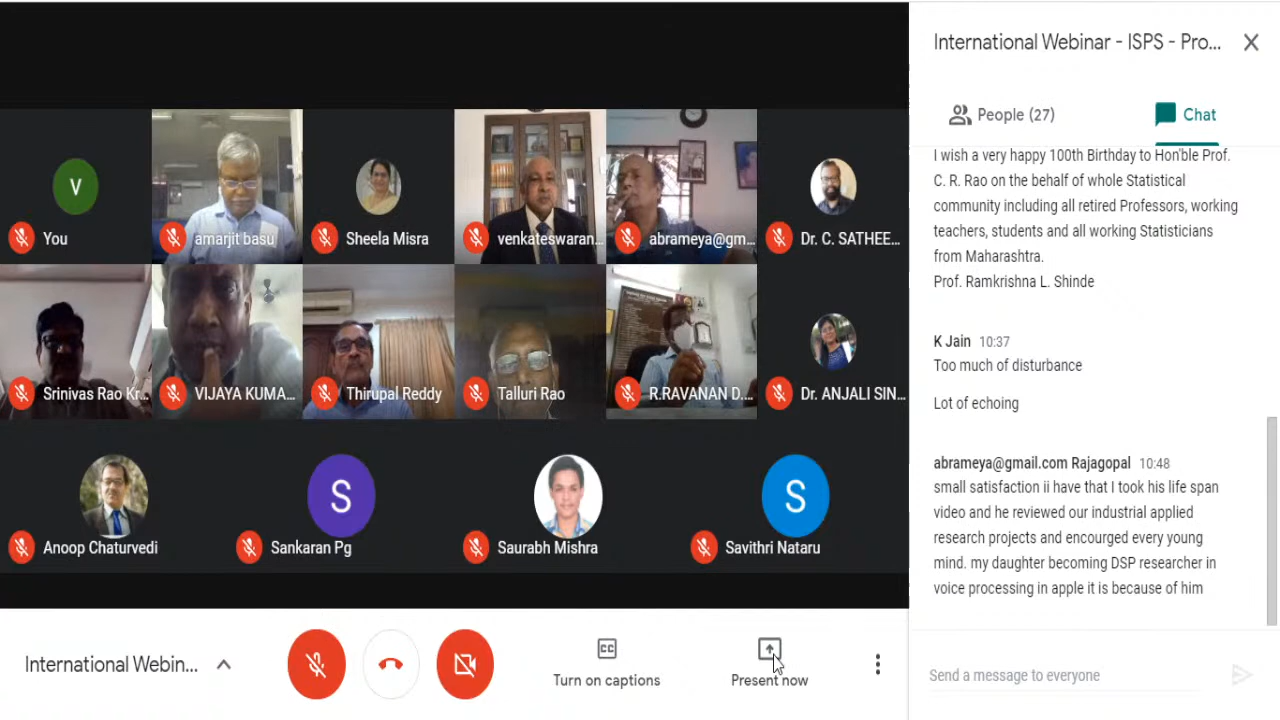 International Webinar - ISPS - Pro...
People (27)
Chat
I wish a very happy 100th Birthday to Hon'ble Prof.
C. R. Rao on the behalf of whole Statistical
community including all retired Professors, working
teachers, students and all working Statisticians
from Maharashtra.
Prof. Ramkrishna L. Shinde
K Jain 10:37
Too much of disturbance
Lot of echoing
abrameya@gmail.com Rajagopal 10:48
small satisfaction ii have that I took his life span
video and he reviewed our industrial applied
research projects and encourged every young
mind. my daughter becoming DSP researcher in
voice processing in apple it is because of him
Send a message to everyone
V
You
amarjit basu
Sheela Misra
venkateswaran...
abrameya@gm...
Dr. C. SATHEE...
Srinivas Rao Kr...
VIJAYA KUMA...
Thirupal Reddy
Talluri Rao
R.RAVANAN D....
Dr. ANJALI SIN...
Anoop Chaturvedi
S
Sankaran Pg
Saurabh Mishra
S
Savithri Nataru
International Webin...
CC
Turn on captions
Present now